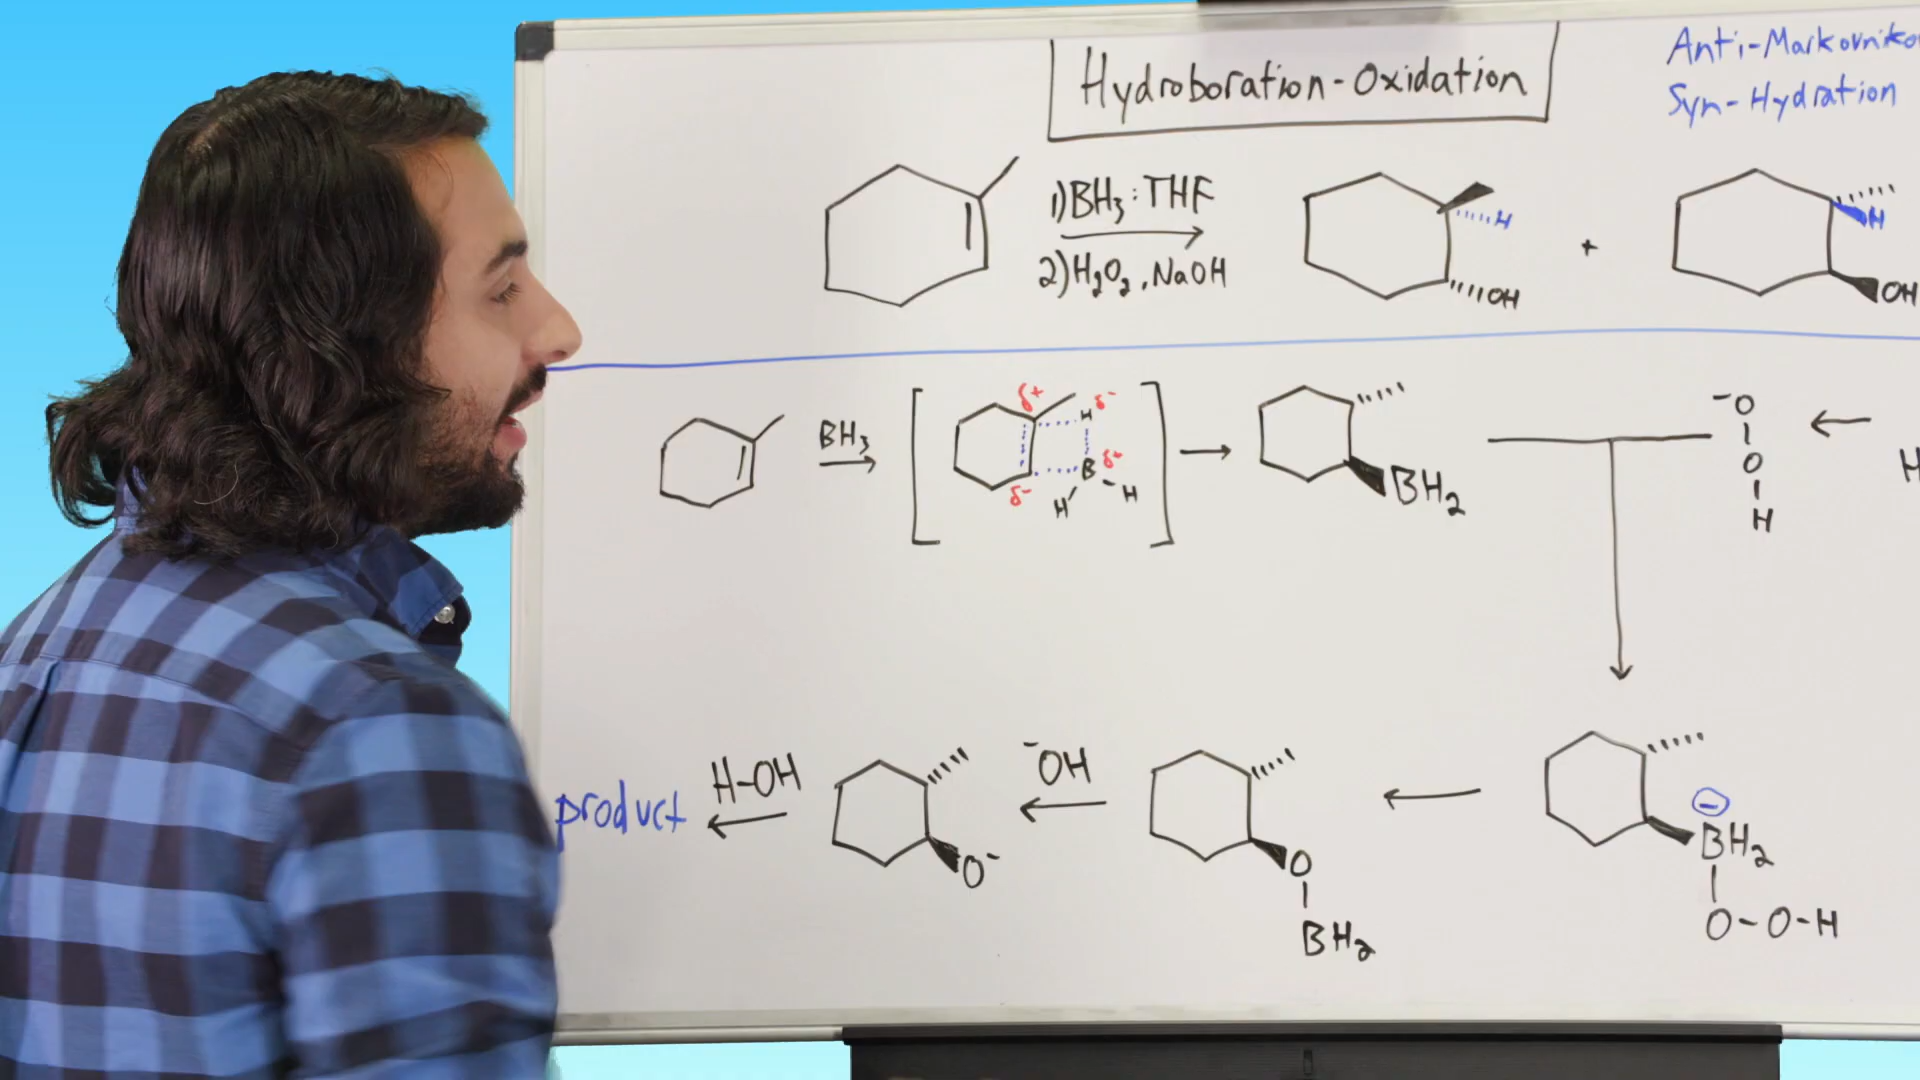 Hydroboration-Oxidation
Anti-Markovniko
Syn-Hydration
1) BH₃:THF
2) H₂O₂, NaOH
H
OH
+
H
OH
BH₃
δ+
H δ-
B δ+
δ-
H
H
BH₂
-O
O
H
H
product
H-OH
O-
-OH
O
BH₂
-
BH₂
O-O-H